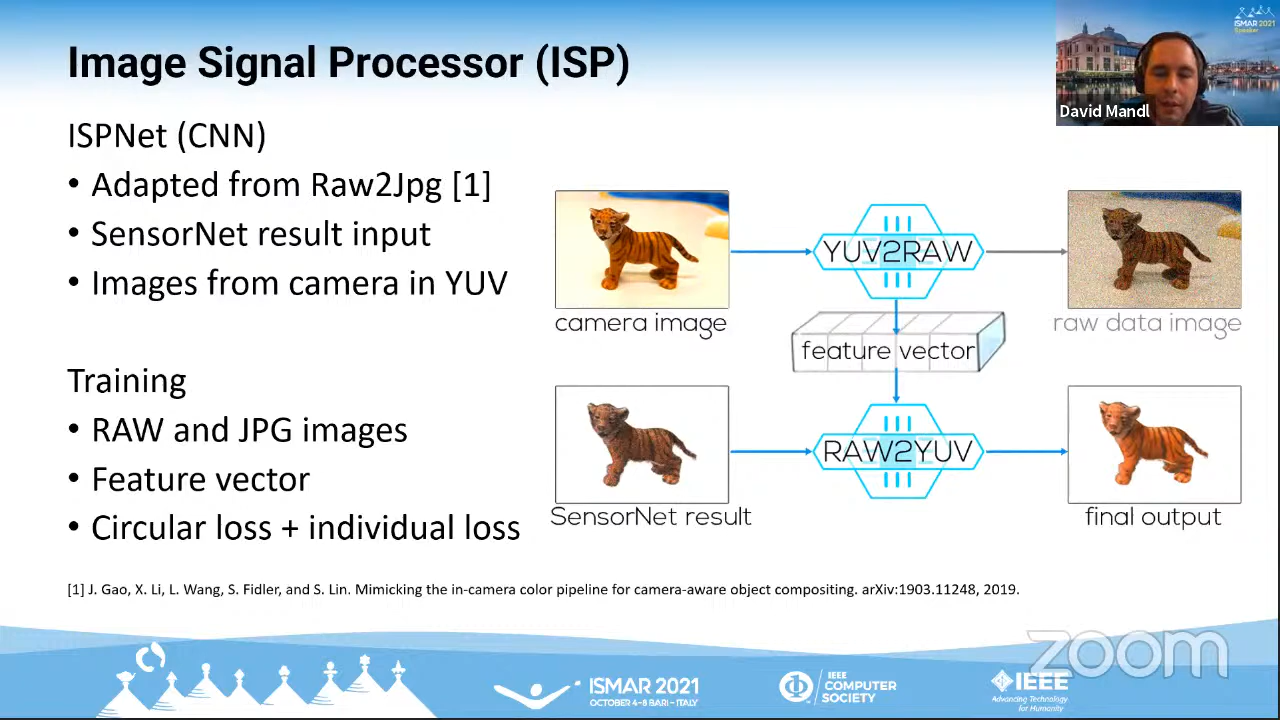 Image Signal Processor (ISP)
ISMAR 2021
Speaker
David Mandl
ISPNet (CNN)
• Adapted from Raw2Jpg [1]
• SensorNet result input
• Images from camera in YUV
Training
• RAW and JPG images
• Feature vector
• Circular loss + individual loss
YUV2RAW
camera image
raw data image
feature vector
RAW2YUV
SensorNet result
final output
[1] J. Gao, X. Li, L. Wang, S. Fidler, and S. Lin. Mimicking the in-camera color pipeline for camera-aware object compositing. arXiv:1903.11248, 2019.
zoom
ISMAR 2021
OCTOBER 4-8 BARI - ITALY
IEEE
COMPUTER
SOCIETY
IEEE
Advancing Technology
for Humanity